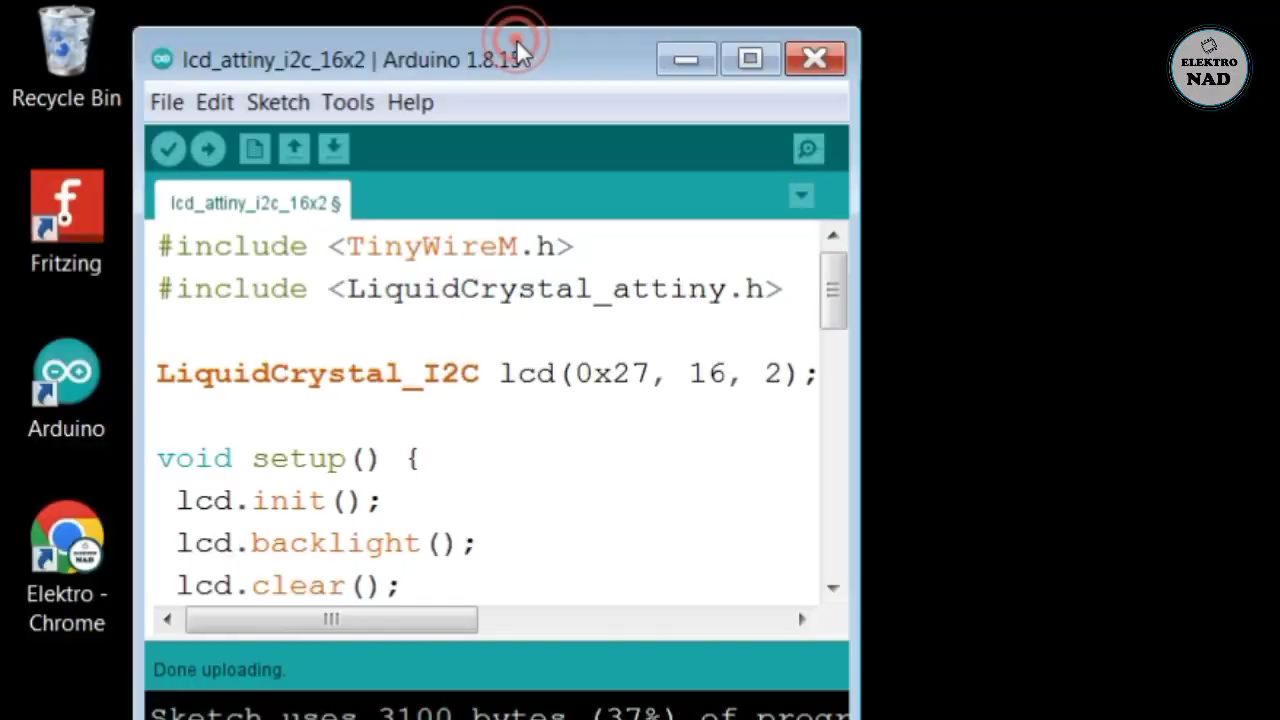 Recycle Bin
Fritzing
Arduino
Elektro -
Chrome
lcd_attiny_i2c_16x2 | Arduino 1.8.15
File Edit Sketch Tools Help
lcd_attiny_i2c_16x2 §
#include <TinyWireM.h>
#include <LiquidCrystal_attiny.h>
LiquidCrystal_I2C lcd(0x27, 16, 2);
void setup() {
lcd.init();
lcd.backlight();
lcd.clear();
Done uploading.
Sketch uses 3100 bytes (37%) of progr
ELEKTRO
NAD